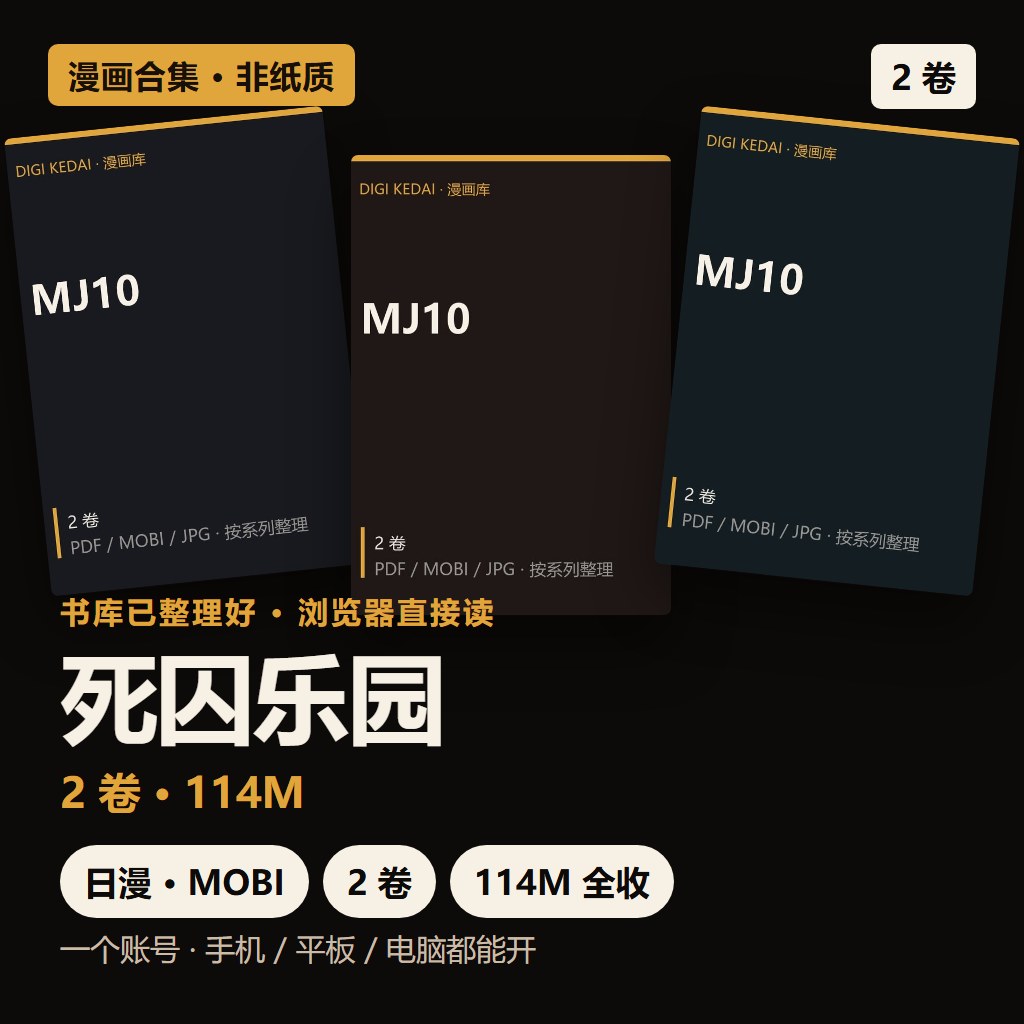 漫画合集 • 非纸质
2 卷
DIGI KEDAI · 漫画库
MJ10
2 卷
PDF / MOBI / JPG · 按系列整理
DIGI KEDAI · 漫画库
MJ10
2 卷
PDF / MOBI / JPG · 按系列整理
DIGI KEDAI · 漫画库
MJ10
2 卷
PDF / MOBI / JPG · 按系列整理
书库已整理好 • 浏览器直接读
死囚乐园
2 卷 • 114M
日漫 • MOBI
2 卷
114M 全收
一个账号 · 手机 / 平板 / 电脑都能开